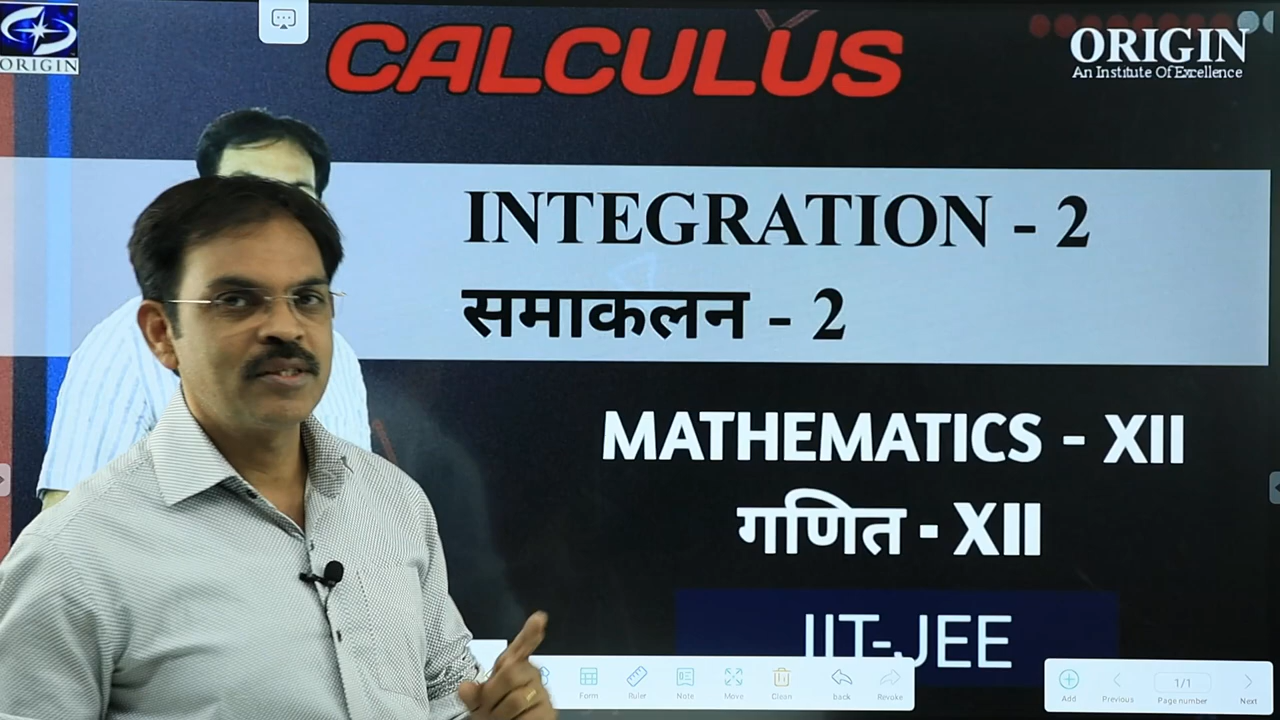 ORIGIN
CALCULUS
ORIGIN
An Institute Of Excellence
INTEGRATION - 2
समाकलन - 2
MATHEMATICS - XII
गणित - XII
IIT-JEE
Form
Ruler
Note
Move
Clean
back
Revoke
Add
Previous
1/1
Page number
Next